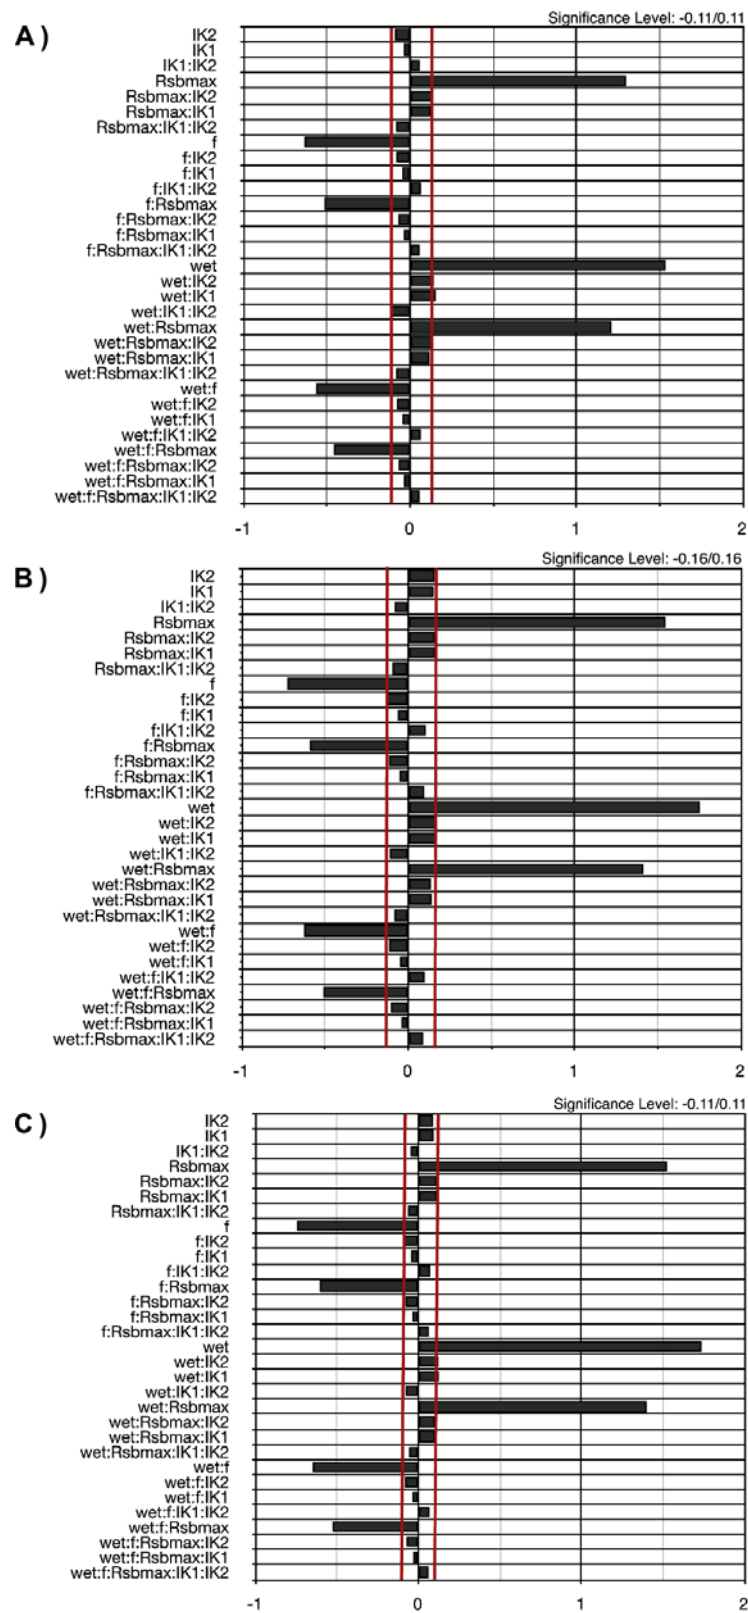 Significance Level: -0.11/0.11
A)
IK2
IK1
IK1:IK2
Rsbmax
Rsbmax:IK2
Rsbmax:IK1
Rsbmax:IK1:IK2
f
f:IK2
f:IK1
f:IK1:IK2
f:Rsbmax
f:Rsbmax:IK2
f:Rsbmax:IK1
f:Rsbmax:IK1:IK2
wet
wet:IK2
wet:IK1
wet:IK1:IK2
wet:Rsbmax
wet:Rsbmax:IK2
wet:Rsbmax:IK1
wet:Rsbmax:IK1:IK2
wet:f
wet:f:IK2
wet:f:IK1
wet:f:IK1:IK2
wet:f:Rsbmax
wet:f:Rsbmax:IK2
wet:f:Rsbmax:IK1
wet:f:Rsbmax:IK1:IK2
-1 0 1 2
Significance Level: -0.16/0.16
B)
IK2
IK1
IK1:IK2
Rsbmax
Rsbmax:IK2
Rsbmax:IK1
Rsbmax:IK1:IK2
f
f:IK2
f:IK1
f:IK1:IK2
f:Rsbmax
f:Rsbmax:IK2
f:Rsbmax:IK1
f:Rsbmax:IK1:IK2
wet
wet:IK2
wet:IK1
wet:IK1:IK2
wet:Rsbmax
wet:Rsbmax:IK2
wet:Rsbmax:IK1
wet:Rsbmax:IK1:IK2
wet:f
wet:f:IK2
wet:f:IK1
wet:f:IK1:IK2
wet:f:Rsbmax
wet:f:Rsbmax:IK2
wet:f:Rsbmax:IK1
wet:f:Rsbmax:IK1:IK2
-1 0 1 2
Significance Level: -0.11/0.11
C)
IK2
IK1
IK1:IK2
Rsbmax
Rsbmax:IK2
Rsbmax:IK1
Rsbmax:IK1:IK2
f
f:IK2
f:IK1
f:IK1:IK2
f:Rsbmax
f:Rsbmax:IK2
f:Rsbmax:IK1
f:Rsbmax:IK1:IK2
wet
wet:IK2
wet:IK1
wet:IK1:IK2
wet:Rsbmax
wet:Rsbmax:IK2
wet:Rsbmax:IK1
wet:Rsbmax:IK1:IK2
wet:f
wet:f:IK2
wet:f:IK1
wet:f:IK1:IK2
wet:f:Rsbmax
wet:f:Rsbmax:IK2
wet:f:Rsbmax:IK1
wet:f:Rsbmax:IK1:IK2
-1 0 1 2